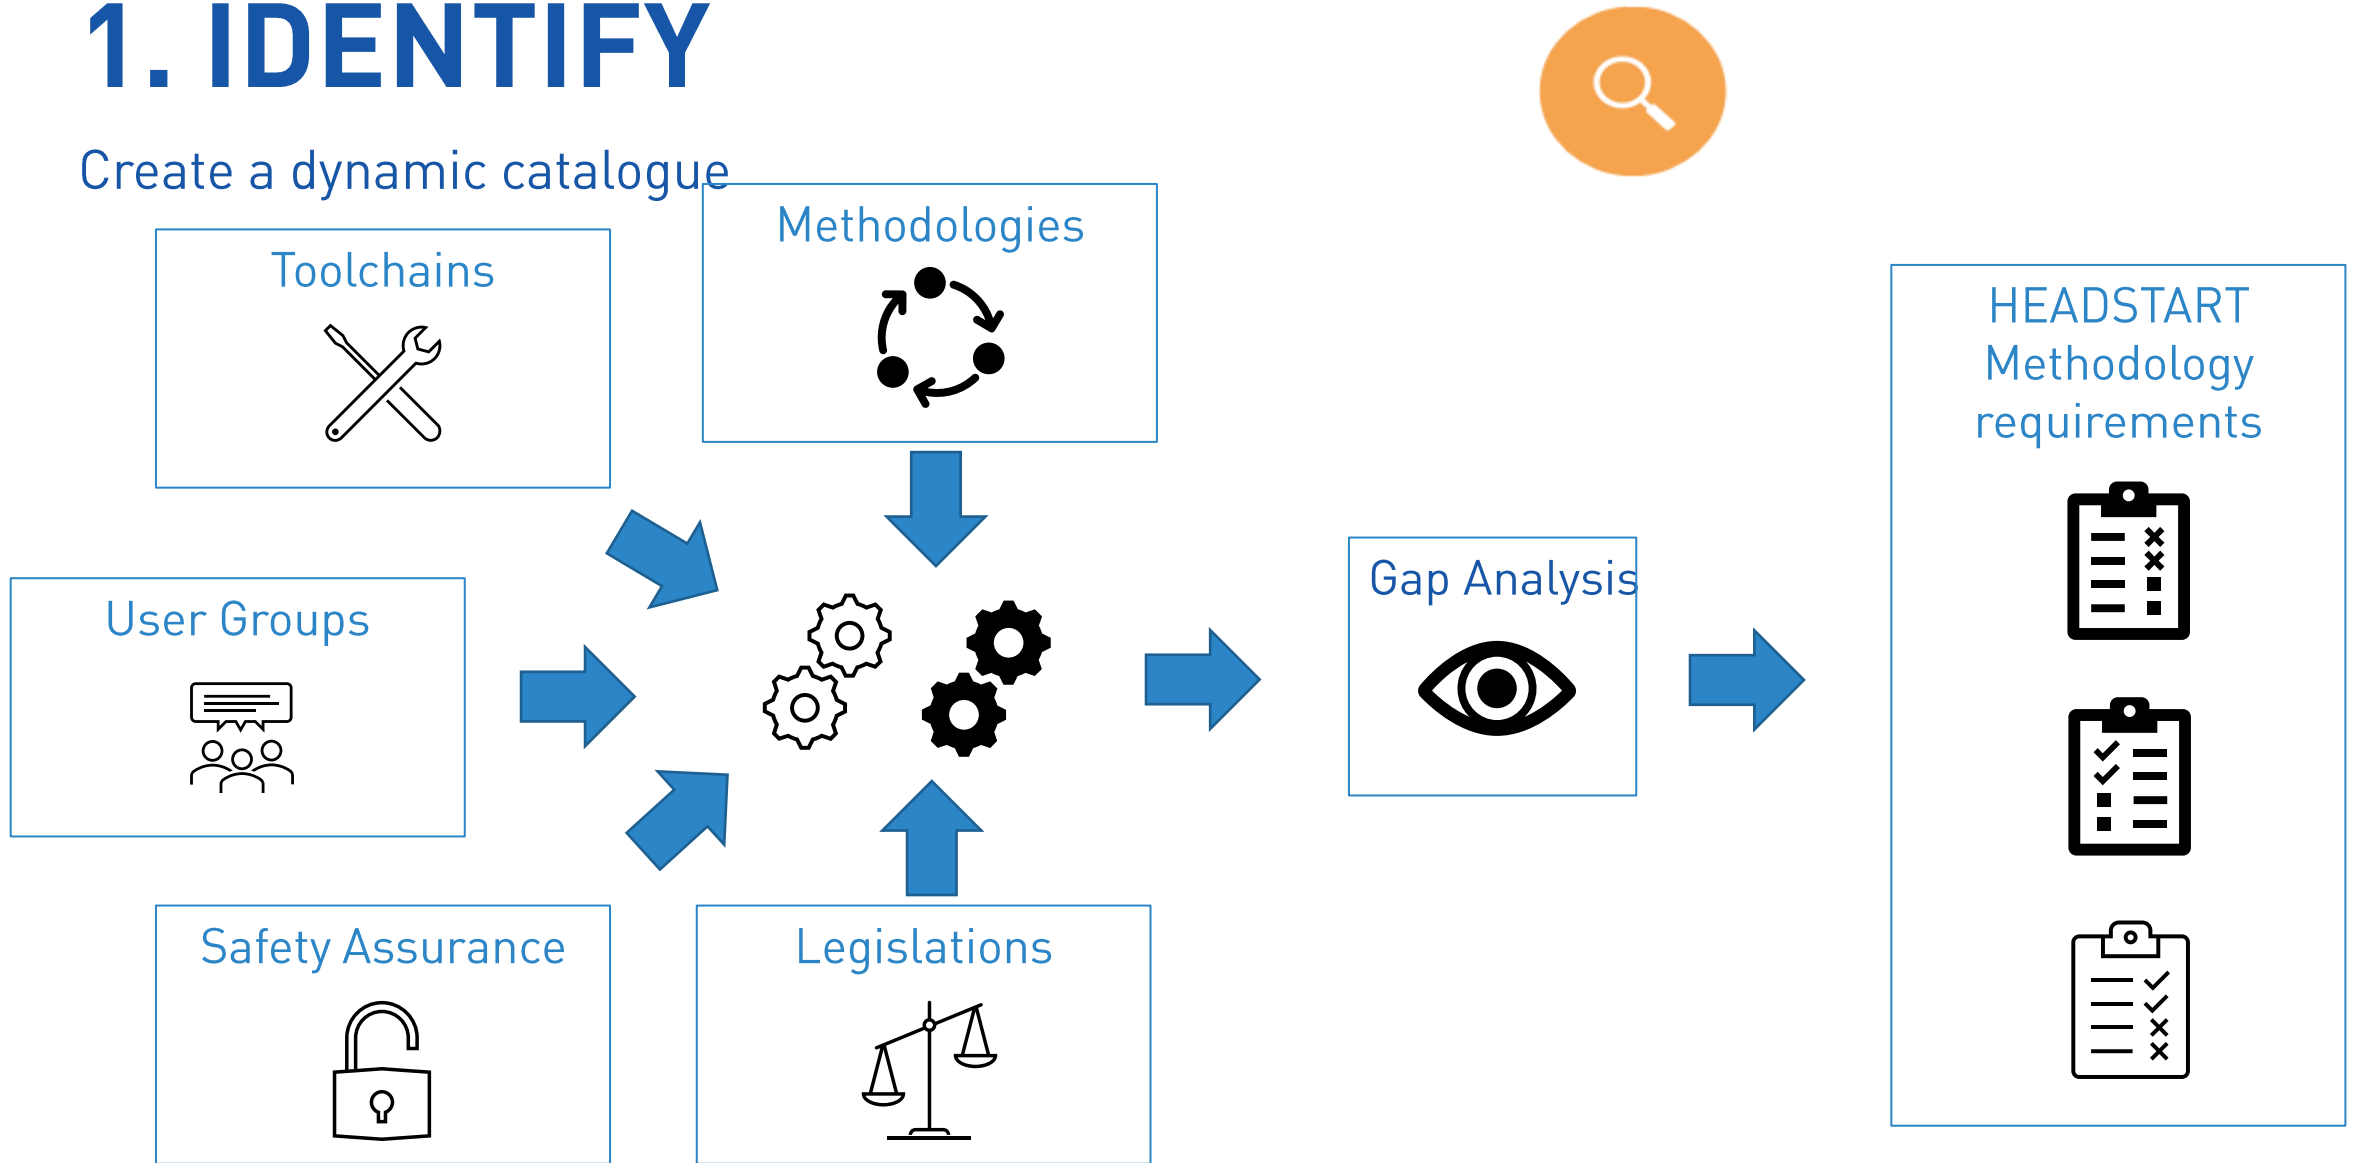 1. IDENTIFY
Create a dynamic catalogue
Methodologies
Toolchains
HEADSTART
Methodology
requirements
Gap Analysis
User Groups
Safety Assurance
Legislations